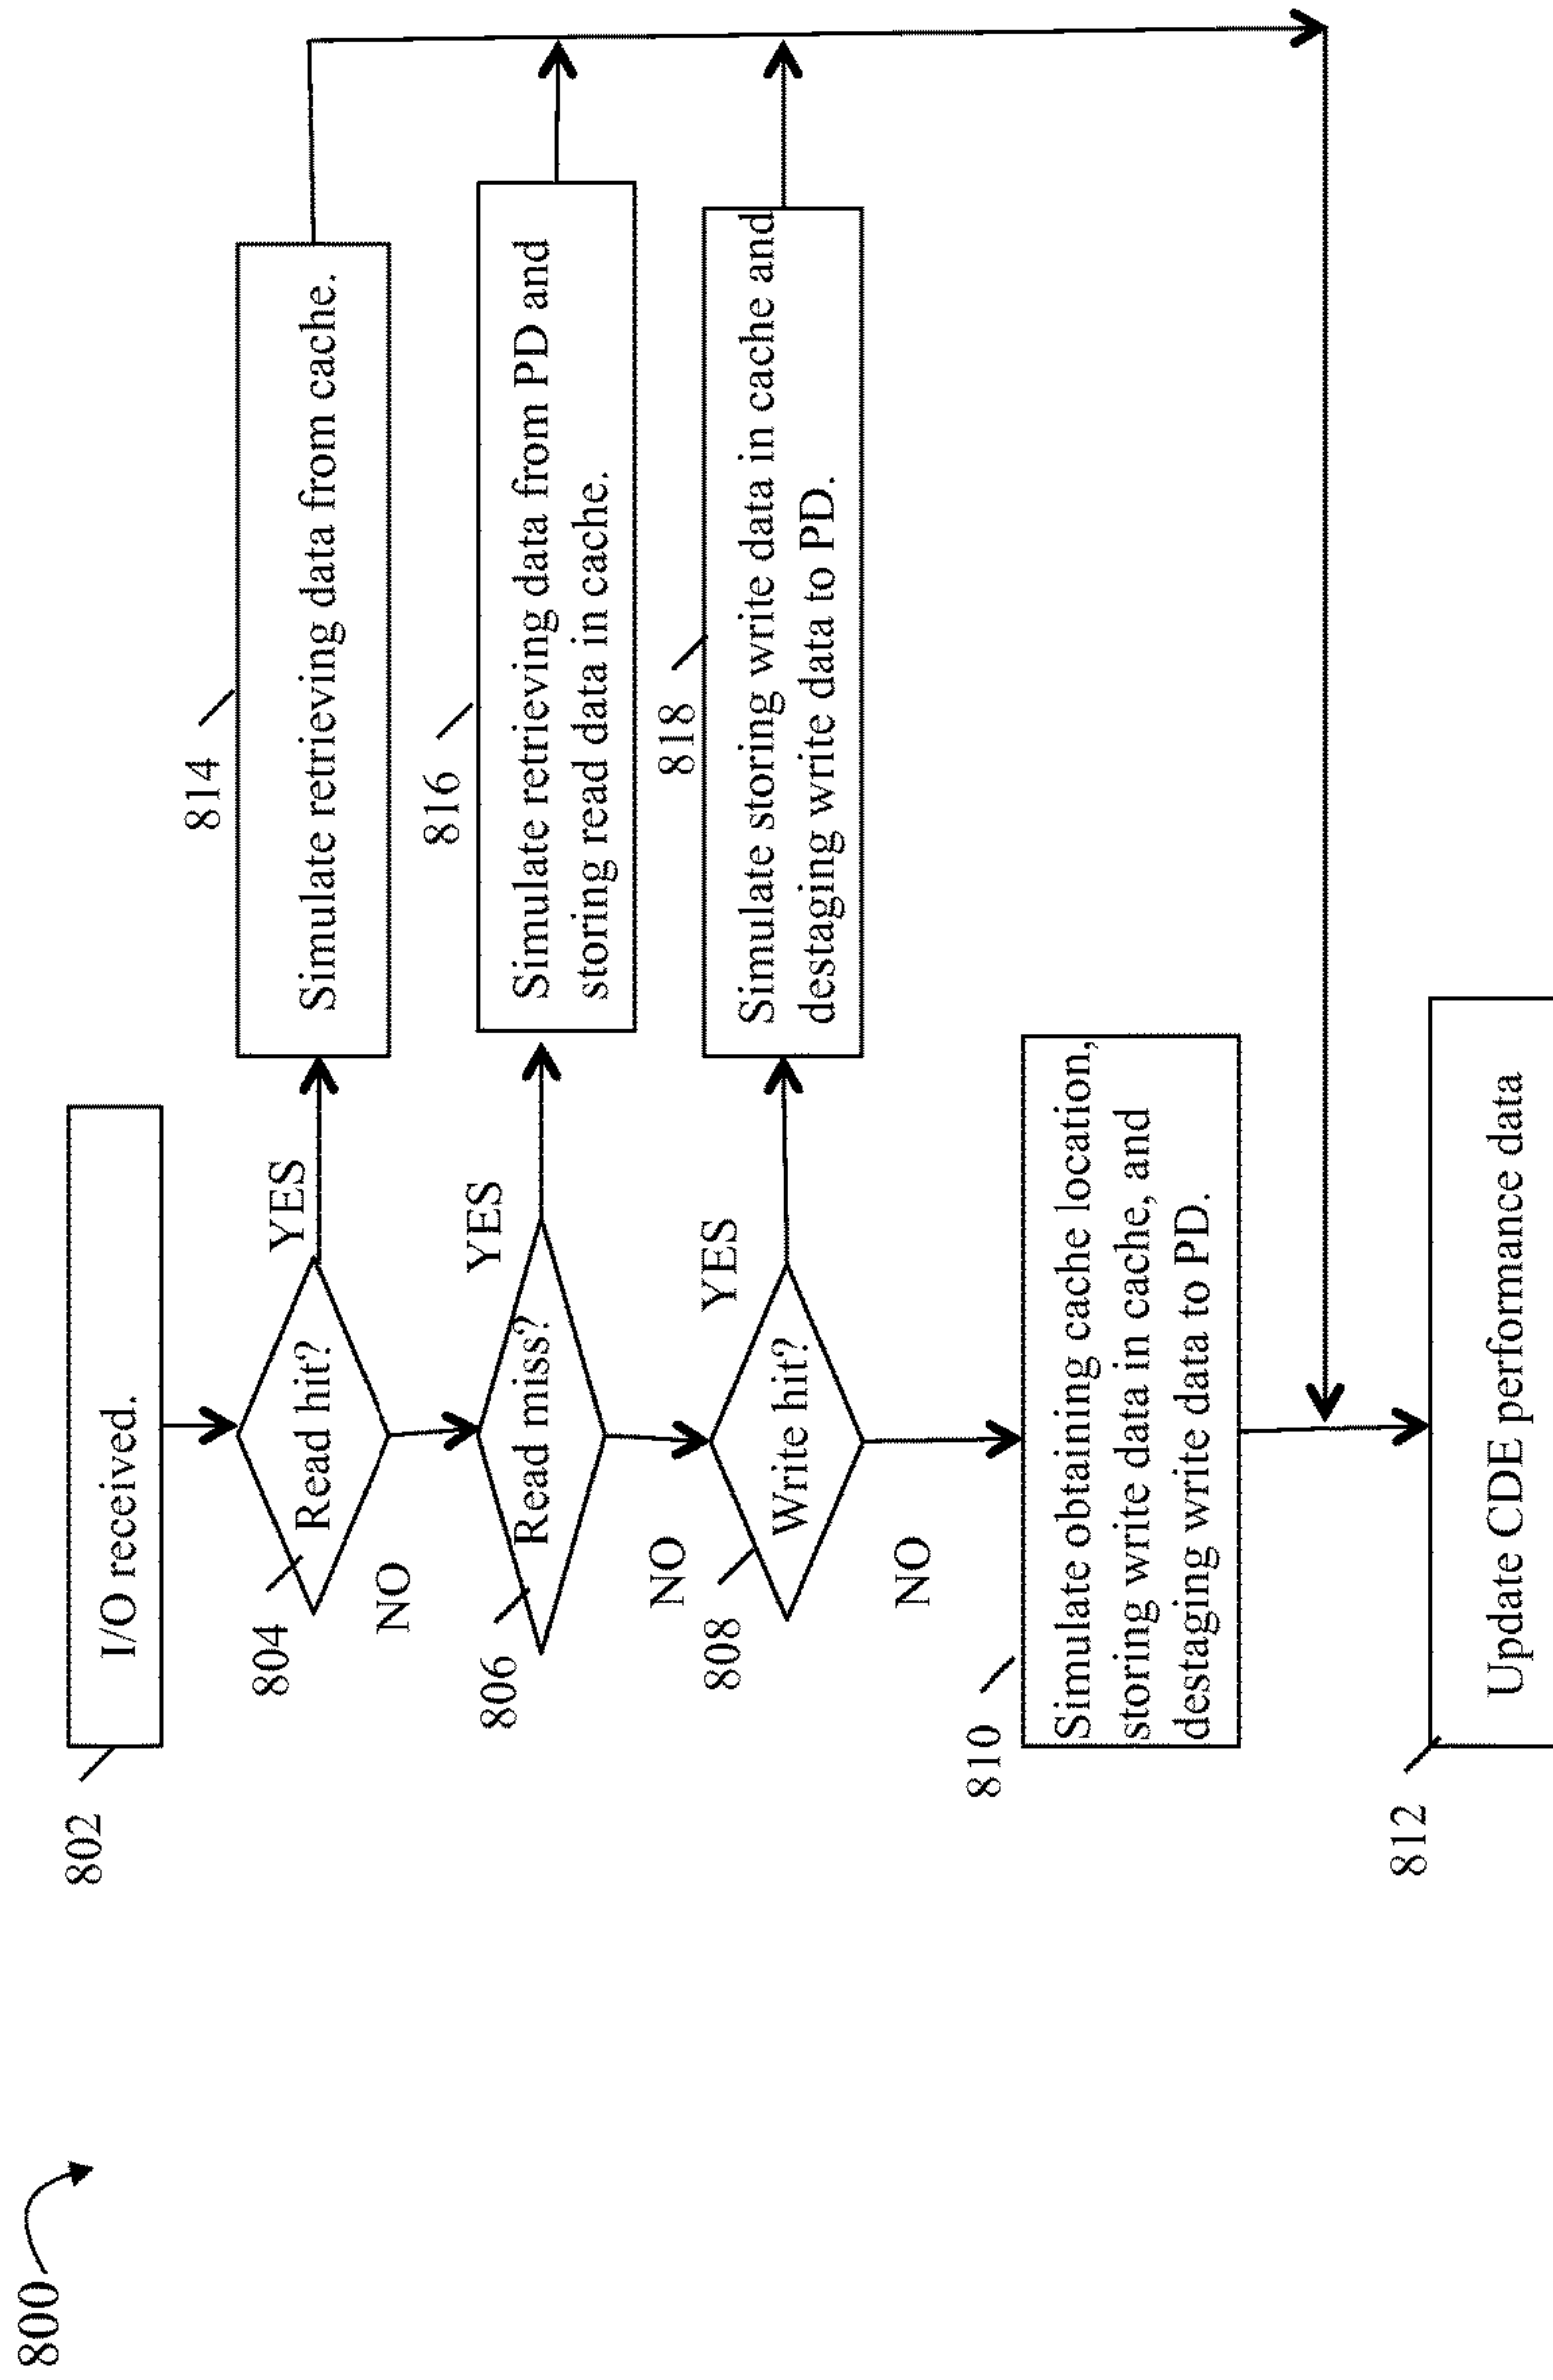 800
802
I/O received.
804
Read hit?
YES
NO
814
Simulate retrieving data from cache.
806
Read miss?
YES
NO
816
Simulate retrieving data from PD and
storing read data in cache.
808
Write hit?
YES
NO
818
Simulate storing write data in cache and
destaging write data to PD.
810
Simulate obtaining cache location,
storing write data in cache, and
destaging write data to PD.
812
Update CDE performance data